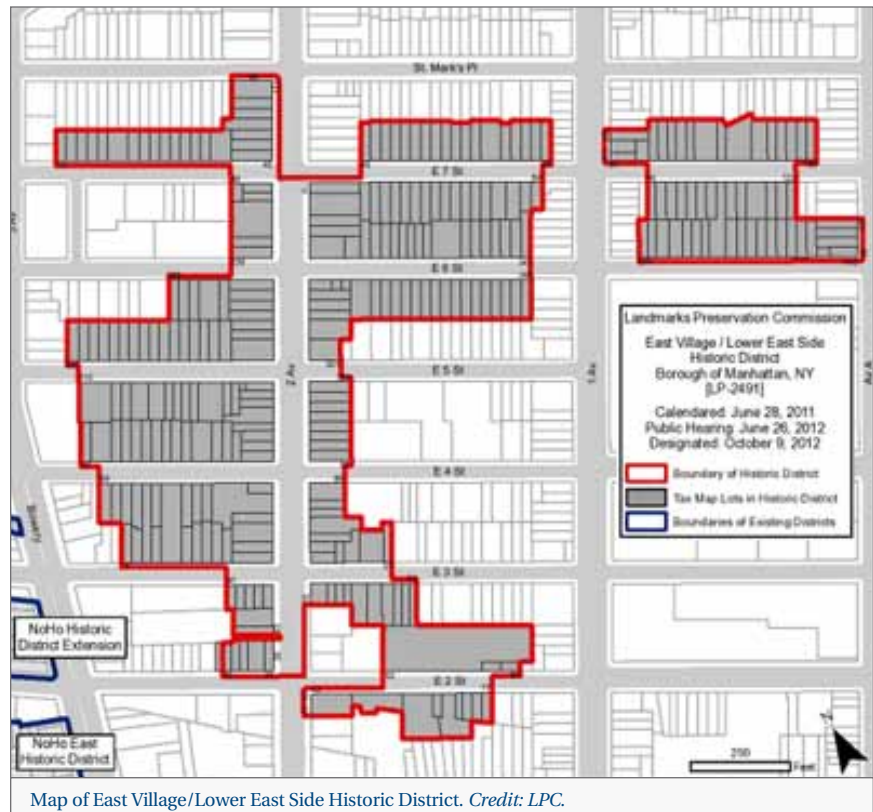 St. Mark's Pl
E 7 St
E 6 St
E 5 St
E 4 St
E 3 St
E 2 St
2 Av
1 Av
Bowery
Landmarks Preservation Commission
East Village / Lower East Side
Historic District
Borough of Manhattan, NY
[LP-2491]
Calendared: June 28, 2011
Public Hearing: June 26, 2012
Designated: October 9, 2012
Boundary of Historic District
Tax Map Lots in Historic District
Boundaries of Existing Districts
NoHo Historic
District Extension
NoHo East
Historic District
250
Feet
Map of East Village/Lower East Side Historic District. Credit: LPC.